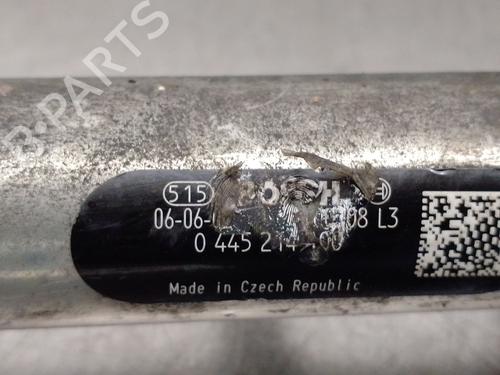 B-PARTS
515 BOSCH
06-06- 08 L3
0 445 214
Made in Czech Republic